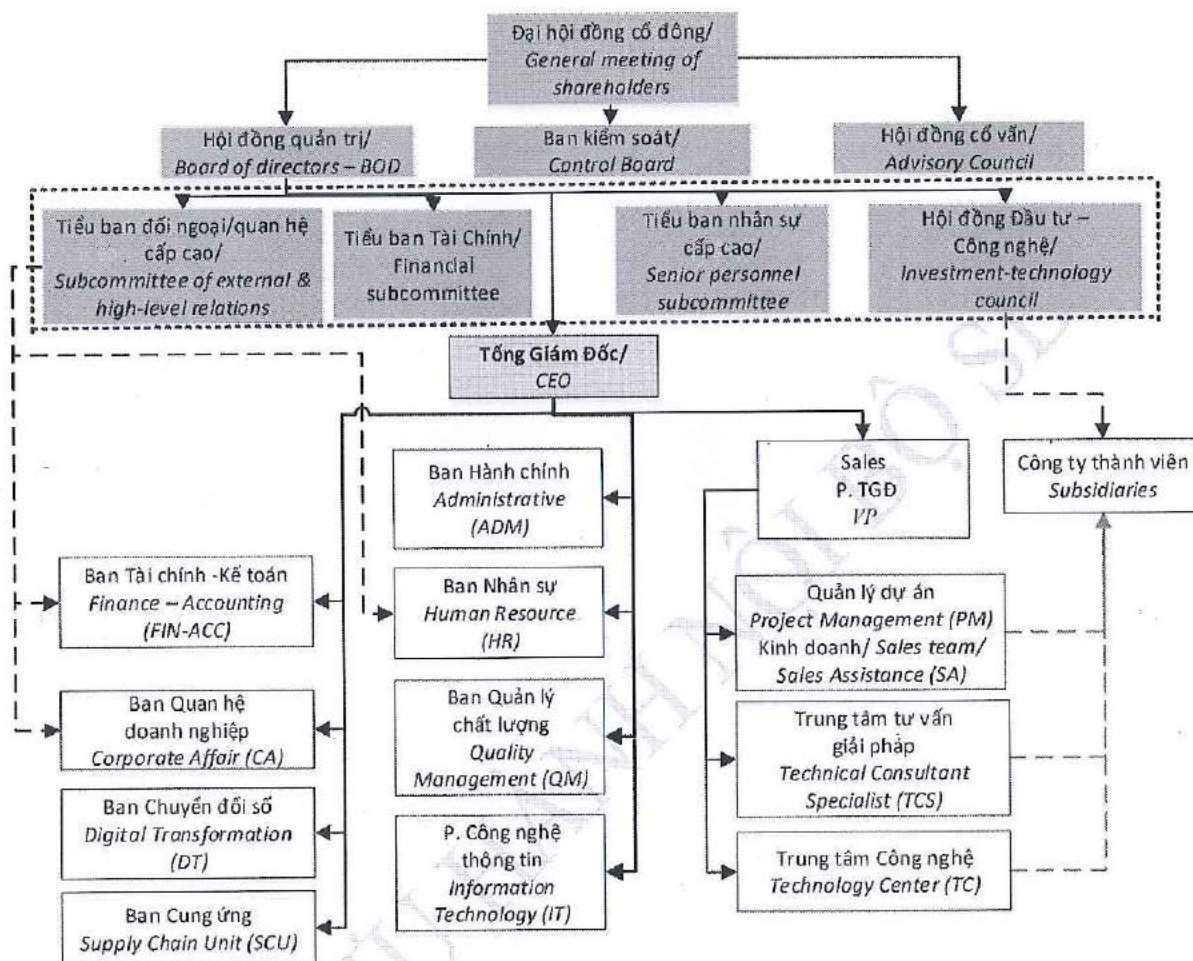 Đại hội đồng cổ đông/
General meeting of
shareholders
Hội đồng quản trị/
Board of directors – BOD
Ban kiểm soát/
Control Board
Hội đồng cố vấn/
Advisory Council
Tiểu ban đối ngoại/quan hệ
cấp cao/
Subcommittee of external &
high-level relations
Tiểu ban Tài Chính/
Financial
subcommittee
Tiểu ban nhân sự
cấp cao/
Senior personnel
subcommittee
Hội đồng Đầu tư –
Công nghệ/
Investment-technology
council
Tổng Giám Đốc/
CEO
Ban Tài chính -Kế toán
Finance – Accounting
(FIN-ACC)
Ban Quan hệ
doanh nghiệp
Corporate Affair (CA)
Ban Chuyển đổi số
Digital Transformation
(DT)
Ban Cung ứng
Supply Chain Unit (SCU)
Ban Hành chính
Administrative
(ADM)
Ban Nhân sự
Human Resource
(HR)
Ban Quản lý
chất lượng
Quality
Management (QM)
P. Công nghệ
thông tin
Information
Technology (IT)
Sales
P. TGĐ
VP
Quản lý dự án
Project Management (PM)
Kinh doanh/ Sales team/
Sales Assistance (SA)
Trung tâm tư vấn
giải pháp
Technical Consultant
Specialist (TCS)
Trung tâm Công nghệ
Technology Center (TC)
Công ty thành viên
Subsidiaries
HÀNH NỘI BỘ